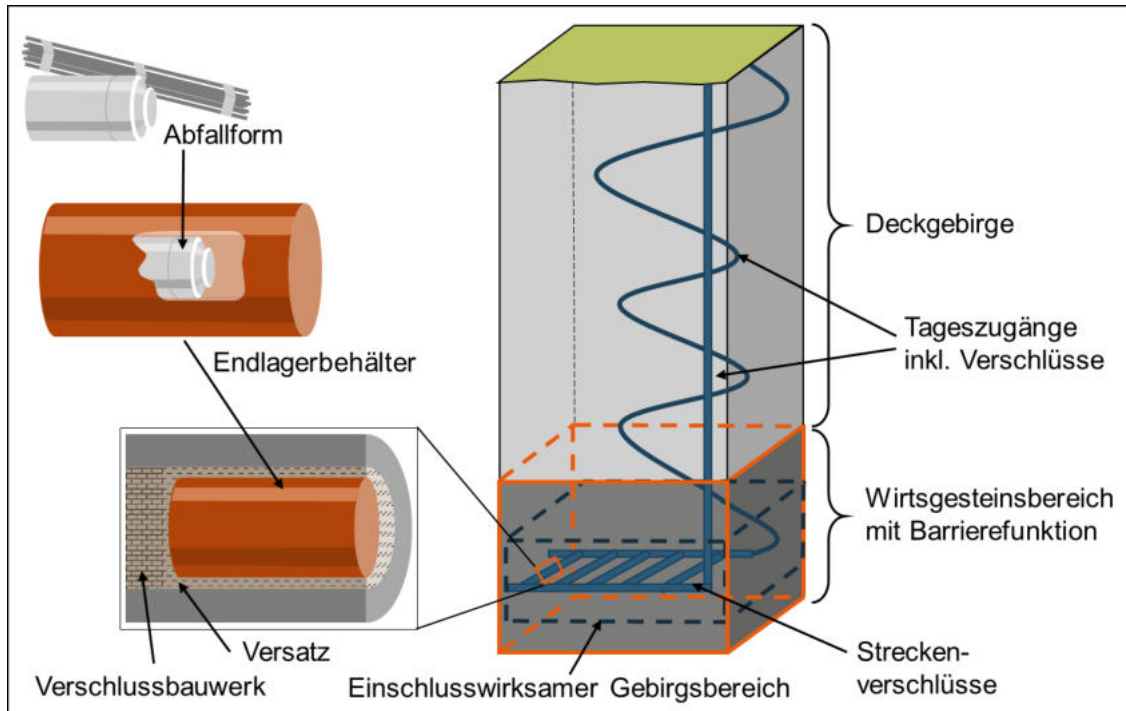 Abfallform
Endlagerbehälter
Versatz
Verschlussbauwerk
Deckgebirge
Tageszugänge
inkl. Verschlüsse
Wirtsgesteinsbereich
mit Barrierefunktion
Strecken-
verschlüsse
Einschlusswirksamer Gebirgsbereich